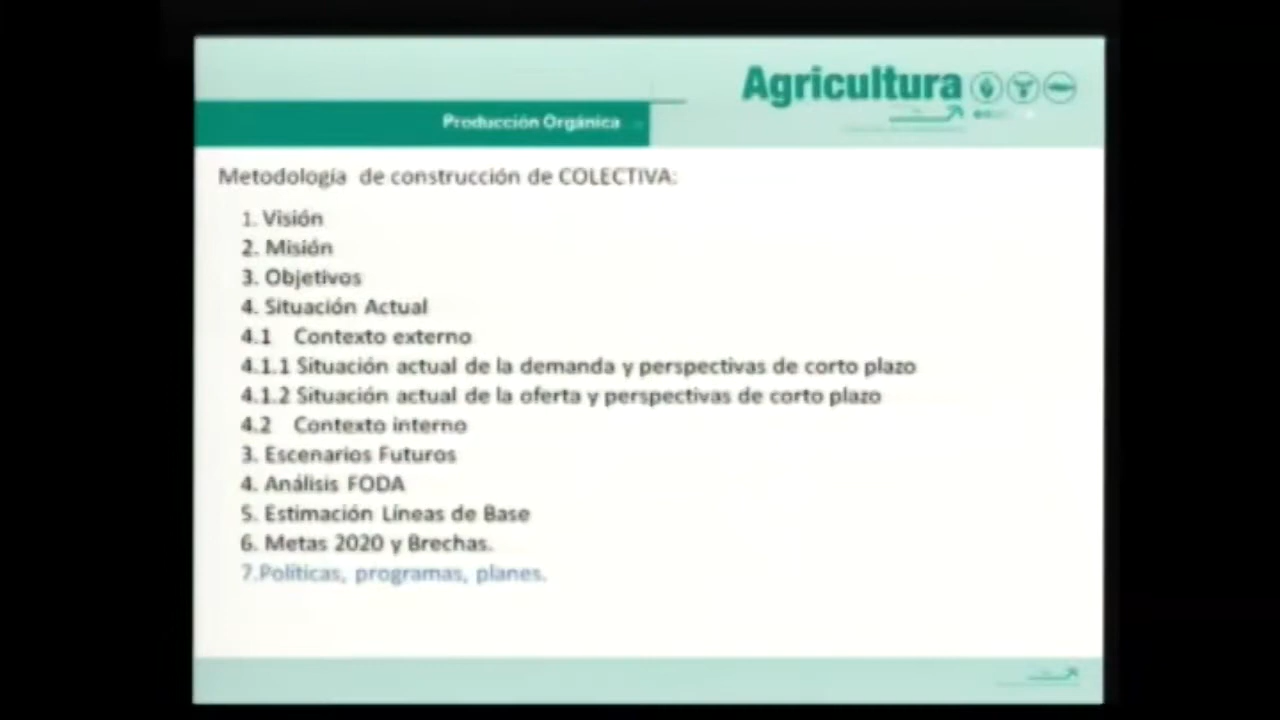 Agricultura
Producción Orgánica
Metodología de construcción de COLECTIVA:
1. Visión
2. Misión
3. Objetivos
4. Situación Actual
4.1 Contexto externo
4.1.1 Situación actual de la demanda y perspectivas de corto plazo
4.1.2 Situación actual de la oferta y perspectivas de corto plazo
4.2 Contexto interno
3. Escenarios Futuros
4. Análisis FODA
5. Estimación Líneas de Base
6. Metas 2020 y Brechas.
7.Políticas, programas, planes.